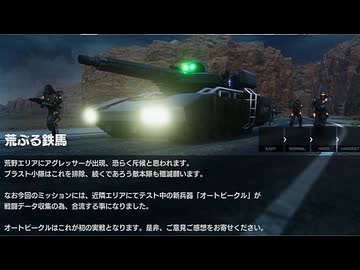 荒ぶる鉄馬
EASY
NORMAL
HARD
荒野エリアにアグレッサーが出現、恐らく斥候と思われます。
ブラスト小隊はこれを排除、続くであろう敵本隊も殲滅願います。
なお今回のミッションには、近隣エリアにてテスト中の新兵器「オートビークル」が
戦闘データ収集の為、合流する事になりました。
オートビークルはこれが初の実戦となります。是非、ご意見ご感想をお寄せください。